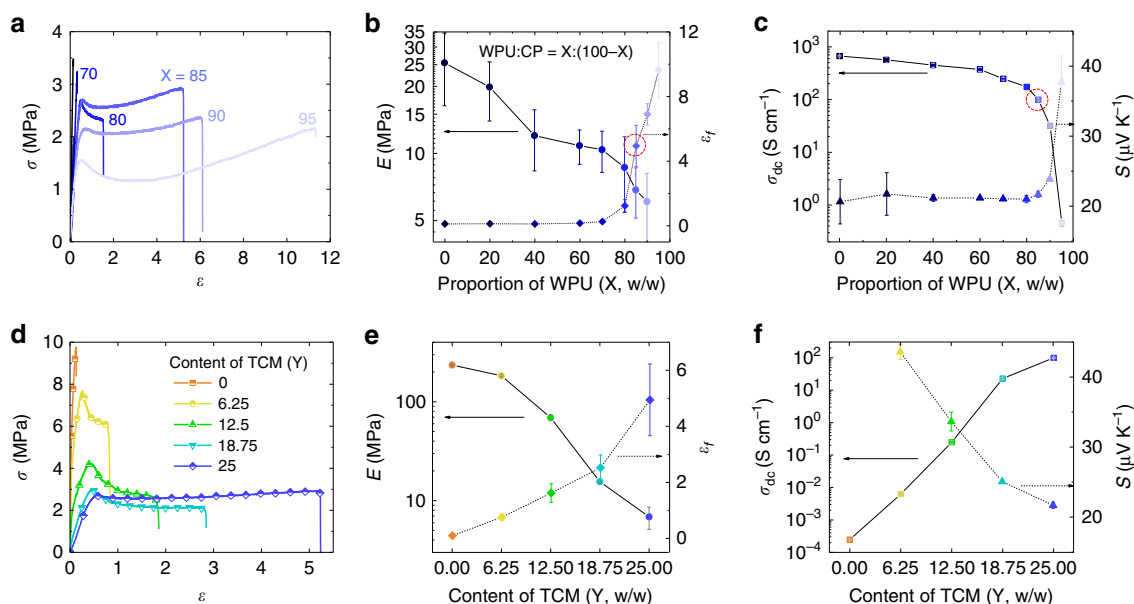 a
4
3
2
1
0
σ (MPa)
70
X = 85
80
90
95
0 2 4 6 8 10 12
ε
b
35
25
20
15
10
5
E (MPa)
WPU:CP = X:(100–X)
12
10
8
6
4
2
0
εf
0 20 40 60 80 100
Proportion of WPU (X, w/w)
c
10³
10²
10¹
10⁰
σdc (S cm⁻¹)
40
35
30
25
20
S (μV K⁻¹)
0 20 40 60 80 100
Proportion of WPU (X, w/w)
d
10
8
6
4
2
0
σ (MPa)
Content of TCM (Y)
0
6.25
12.5
18.75
25
0 1 2 3 4 5
ε
e
100
10
E (MPa)
6
4
2
0
εf
0.00 6.25 12.50 18.75 25.00
Content of TCM (Y, w/w)
f
10²
10¹
10⁰
10⁻¹
10⁻²
10⁻³
10⁻⁴
σdc (S cm⁻¹)
40
30
20
S (μV K⁻¹)
0.00 6.25 12.50 18.75 25.00
Content of TCM (Y, w/w)